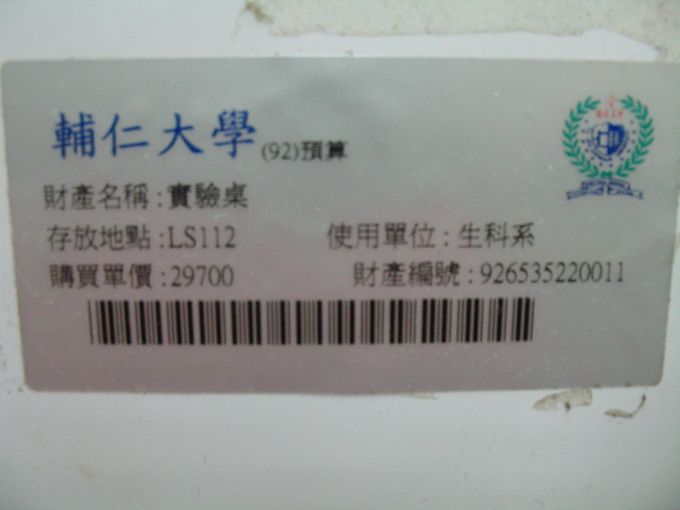 輔仁大學(92)預算
財產名稱:實驗桌
存放地點:LS112 使用單位:生科系
購買單價:29700 財產編號:926535220011